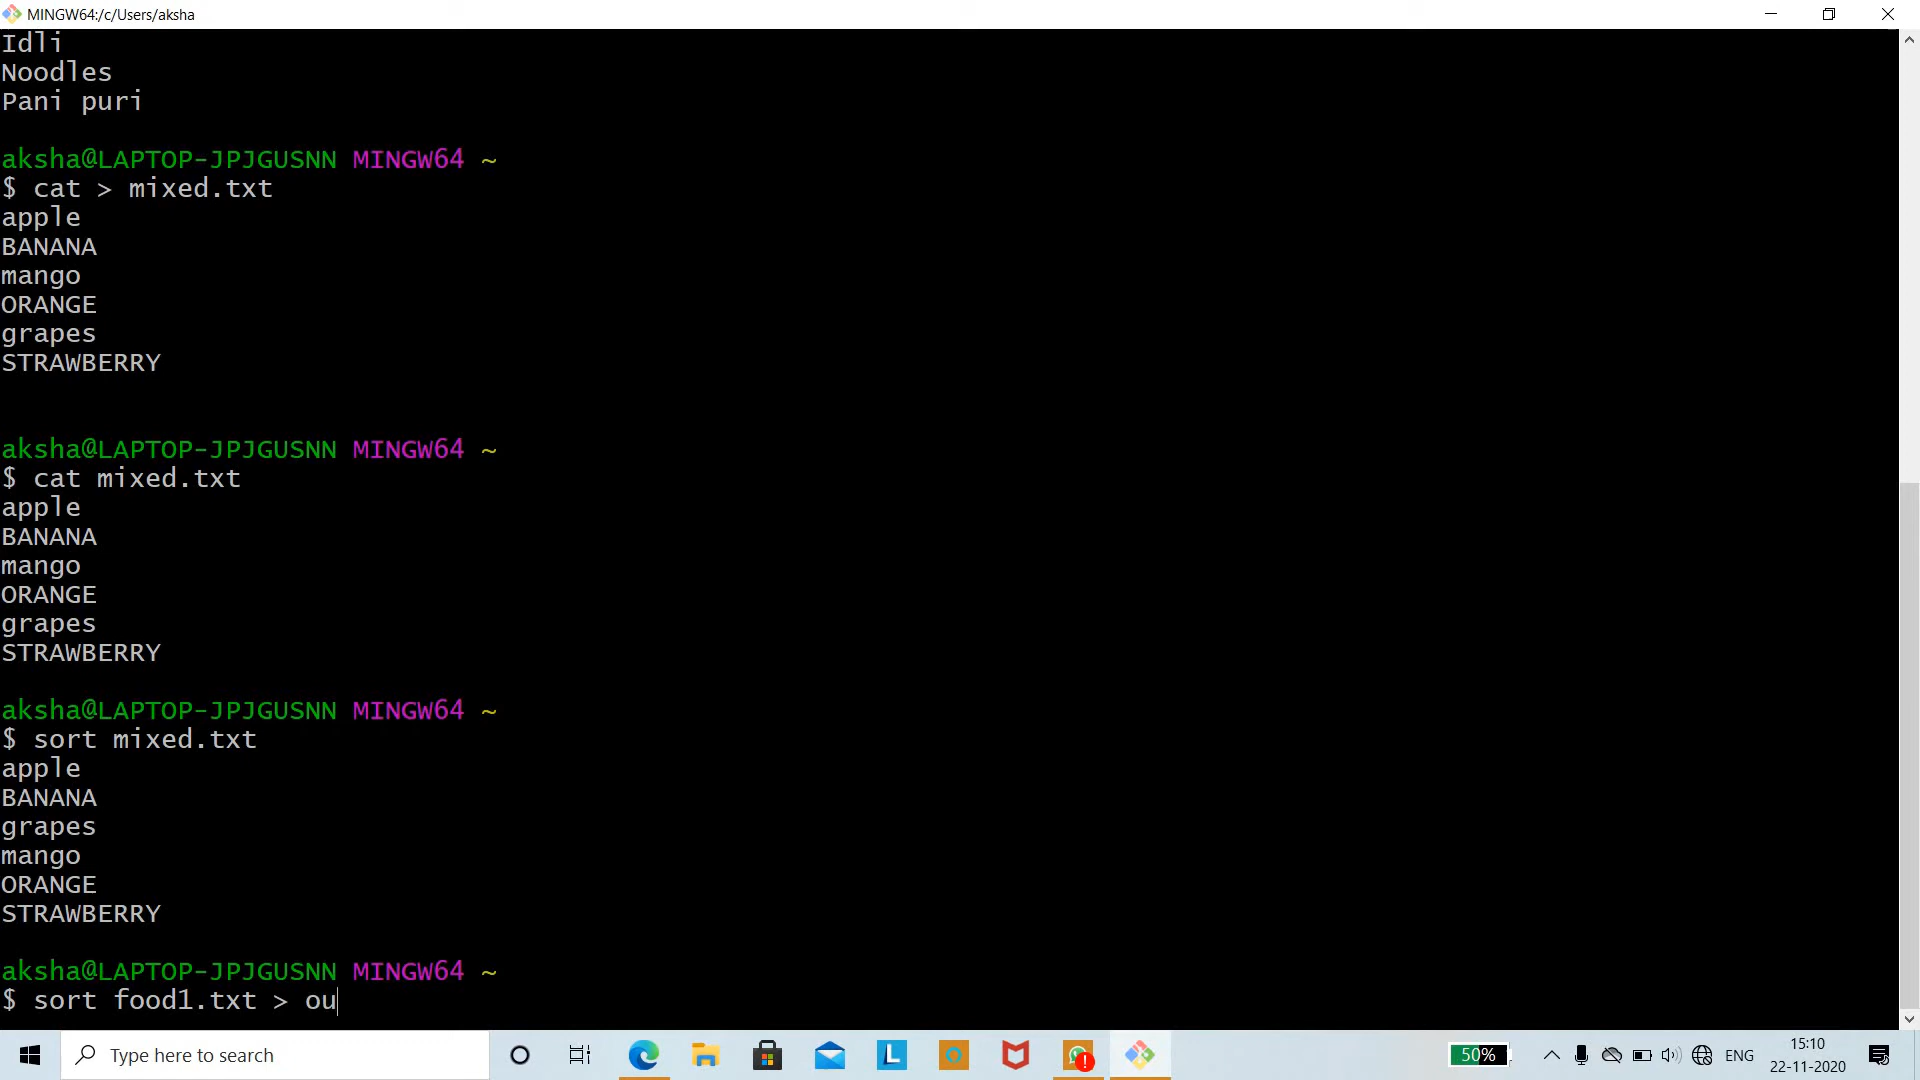 MINGW64:/c/Users/aksha
Idli
Noodles
Pani puri
aksha@LAPTOP-JPJGUSNN MINGW64 ~
$ cat > mixed.txt
apple
BANANA
mango
ORANGE
grapes
STRAWBERRY
aksha@LAPTOP-JPJGUSNN MINGW64 ~
$ cat mixed.txt
apple
BANANA
mango
ORANGE
grapes
STRAWBERRY
aksha@LAPTOP-JPJGUSNN MINGW64 ~
$ sort mixed.txt
apple
BANANA
grapes
mango
ORANGE
STRAWBERRY
aksha@LAPTOP-JPJGUSNN MINGW64 ~
$ sort food1.txt > ou
Type here to search
L
50%
ENG
15:10
22-11-2020